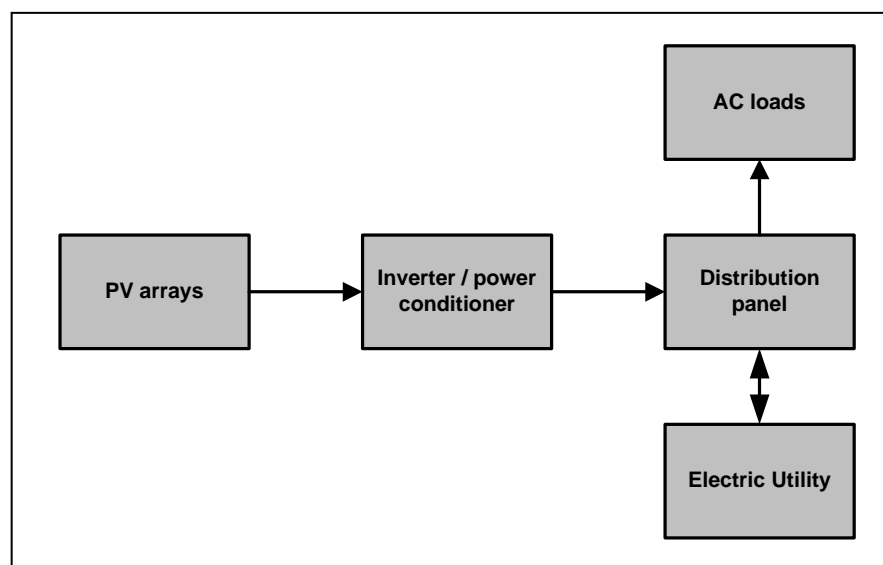 AC loads
PV arrays
Inverter / power
conditioner
Distribution
panel
Electric Utility